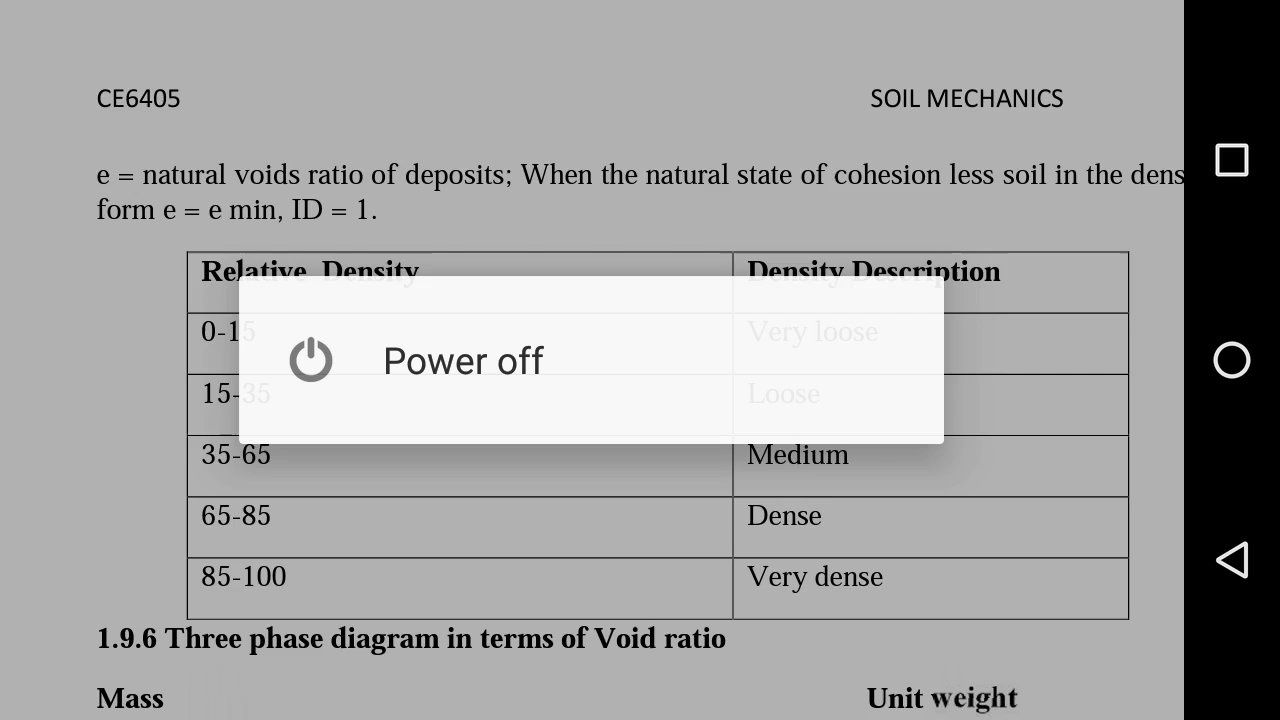 CE6405 SOIL MECHANICS
e = natural voids ratio of deposits; When the natural state of cohesion less soil in the dens
form e = e min, ID = 1.
Relative Density Density Description
0-15 Very loose
Power off
15-35 Loose
35-65 Medium
65-85 Dense
85-100 Very dense
1.9.6 Three phase diagram in terms of Void ratio
Mass Unit weight